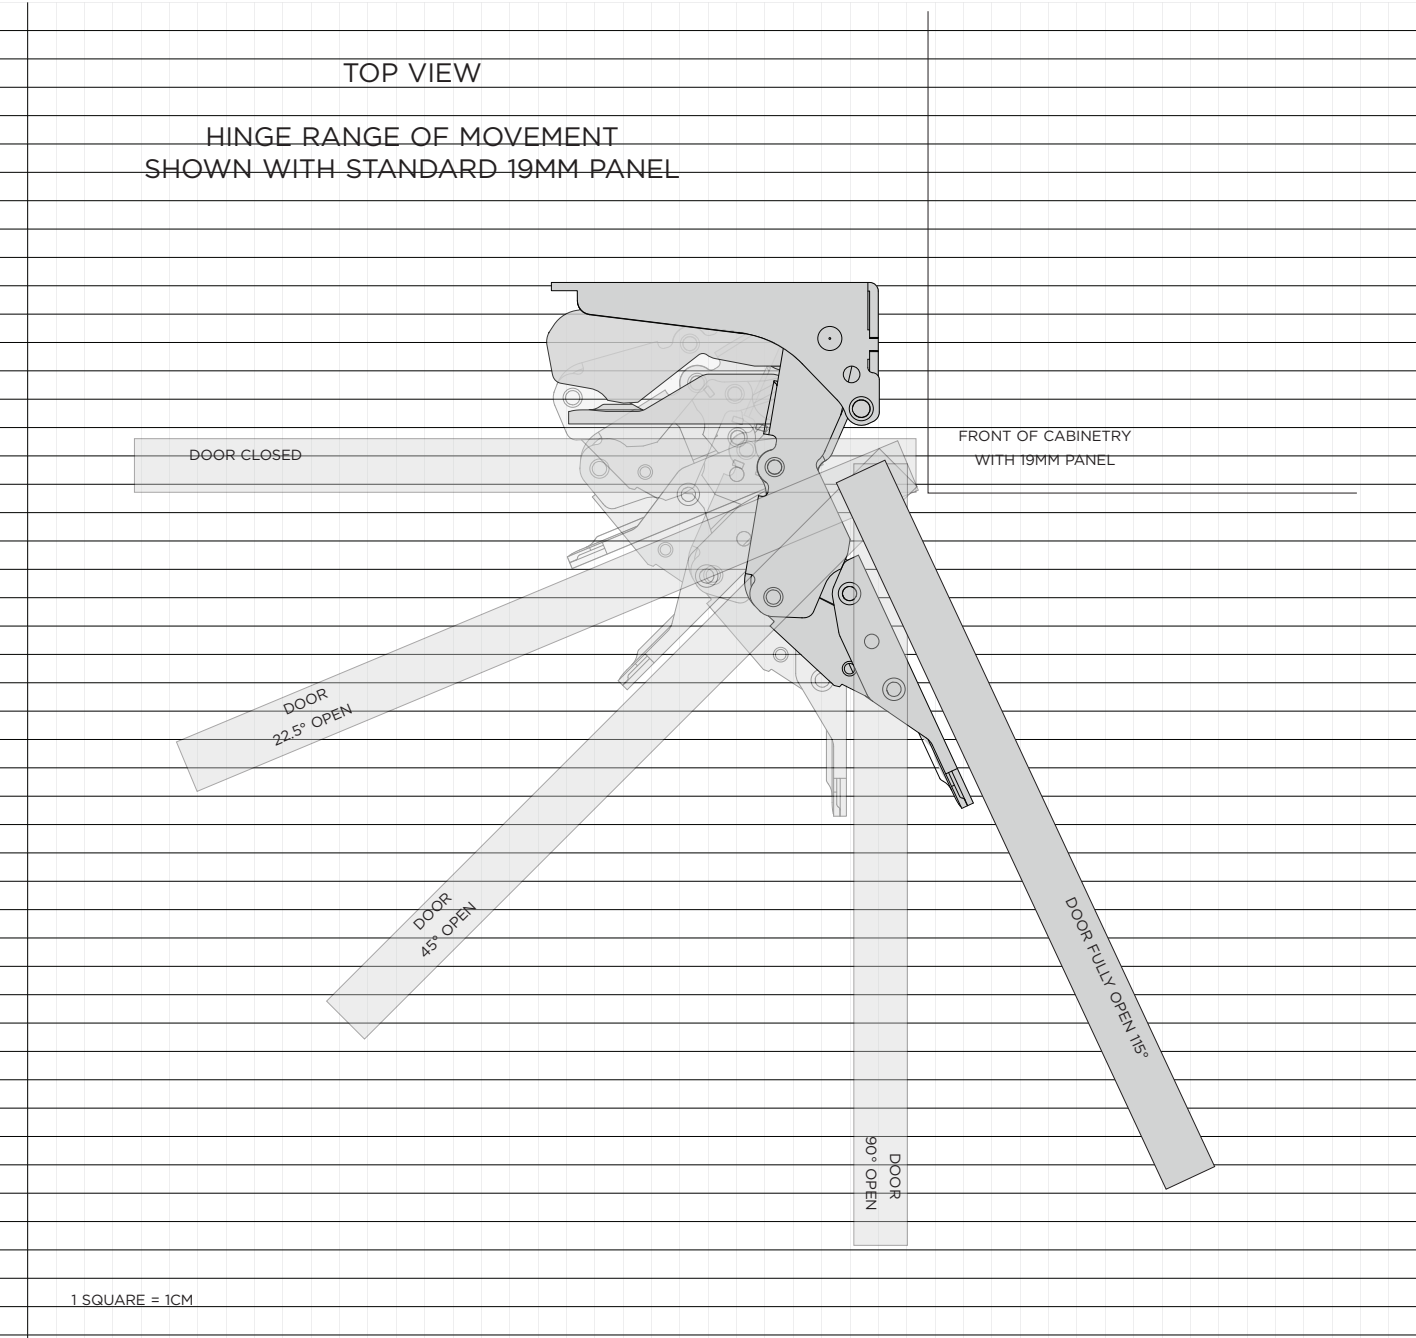 TOP VIEW
HINGE RANGE OF MOVEMENT
SHOWN WITH STANDARD 19MM PANEL
FRONT OF CABINETRY
WITH 19MM PANEL
DOOR CLOSED
DOOR
22.5° OPEN
DOOR
45° OPEN
DOOR FULLY OPEN 115°
DOOR
90° OPEN
1 SQUARE = 1CM